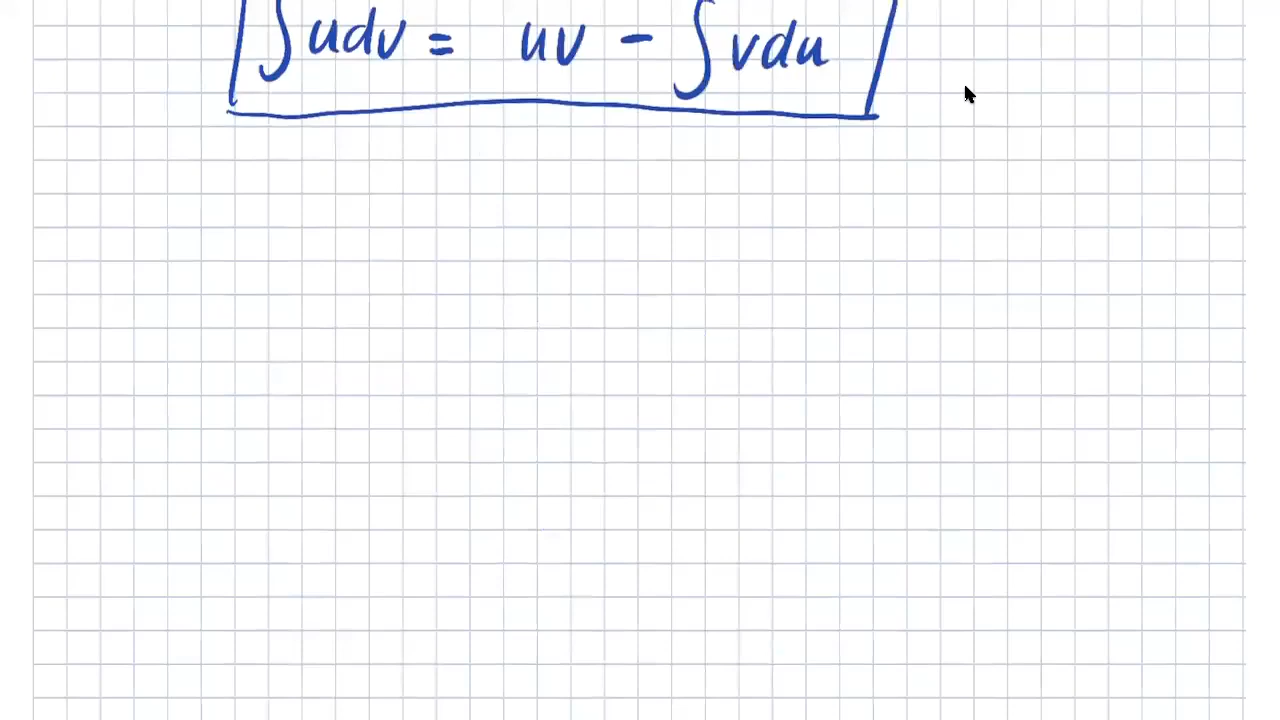 ∫udv = uv - ∫vdu